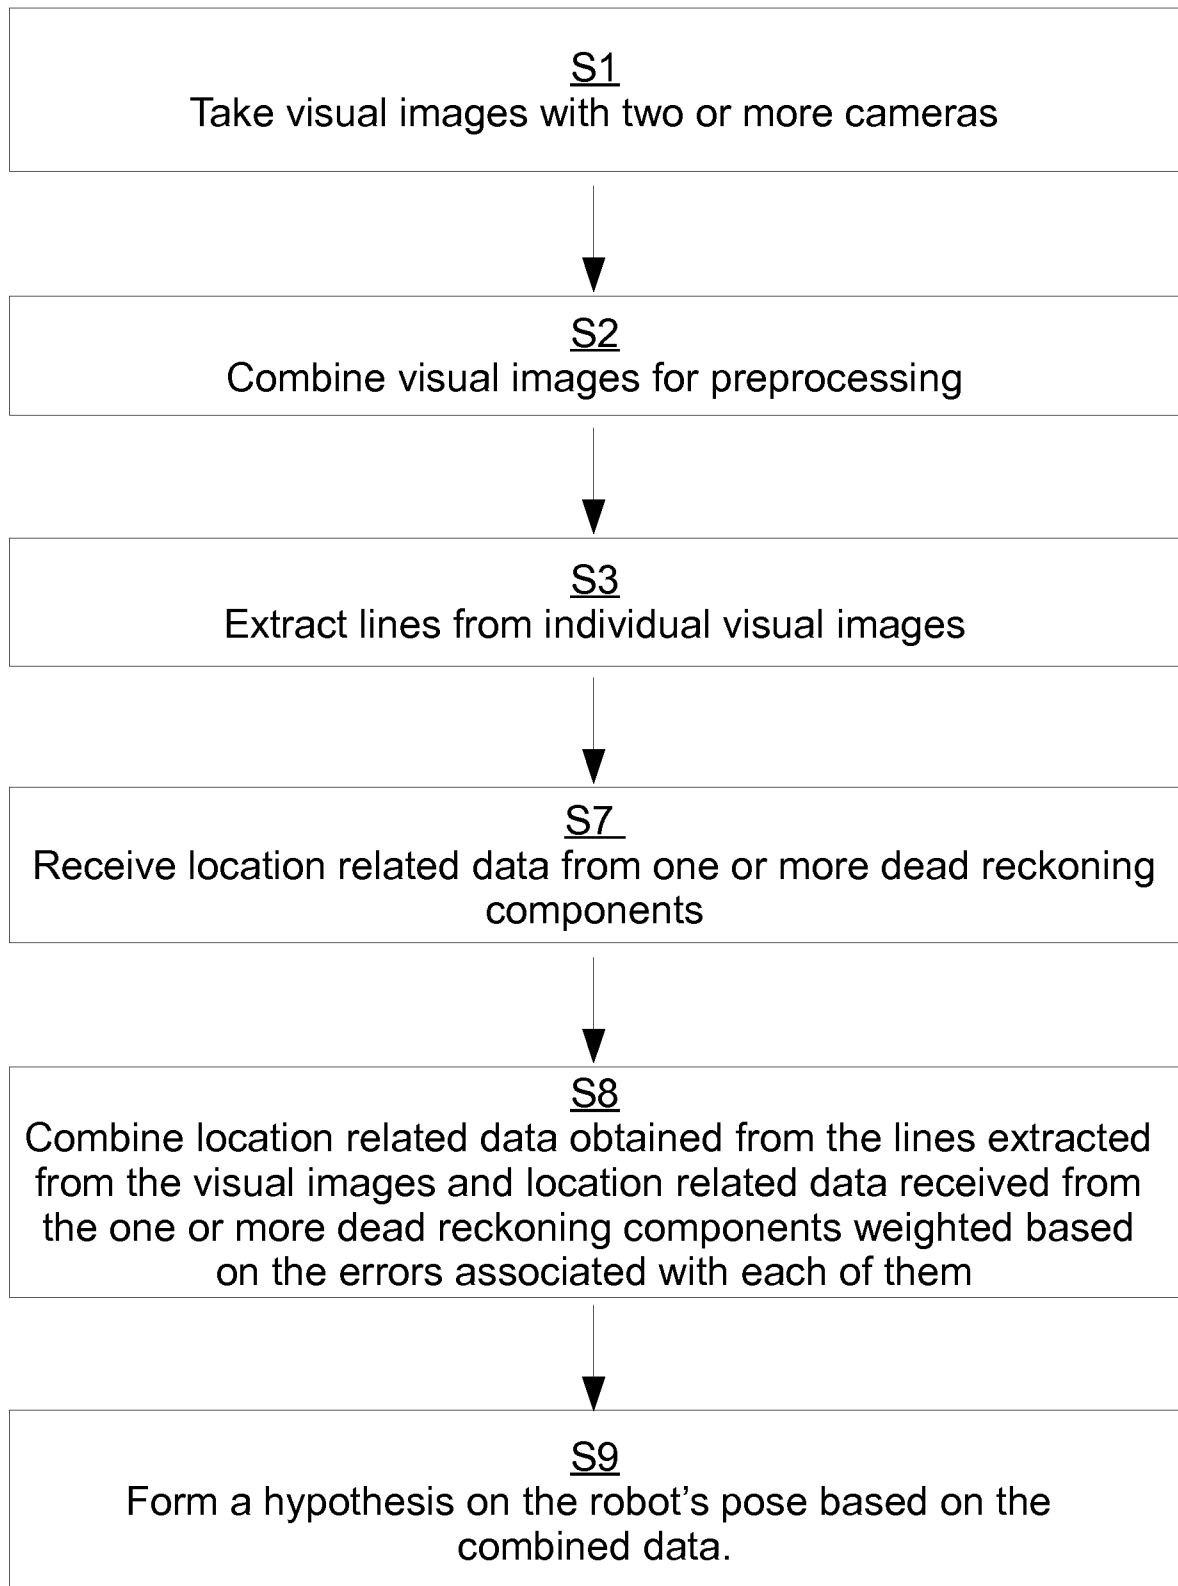 S1
Take visual images with two or more cameras
S2
Combine visual images for preprocessing
S3
Extract lines from individual visual images
S7
Receive location related data from one or more dead reckoning
components
S8
Combine location related data obtained from the lines extracted
from the visual images and location related data received from
the one or more dead reckoning components weighted based
on the errors associated with each of them
S9
Form a hypothesis on the robot’s pose based on the
combined data.